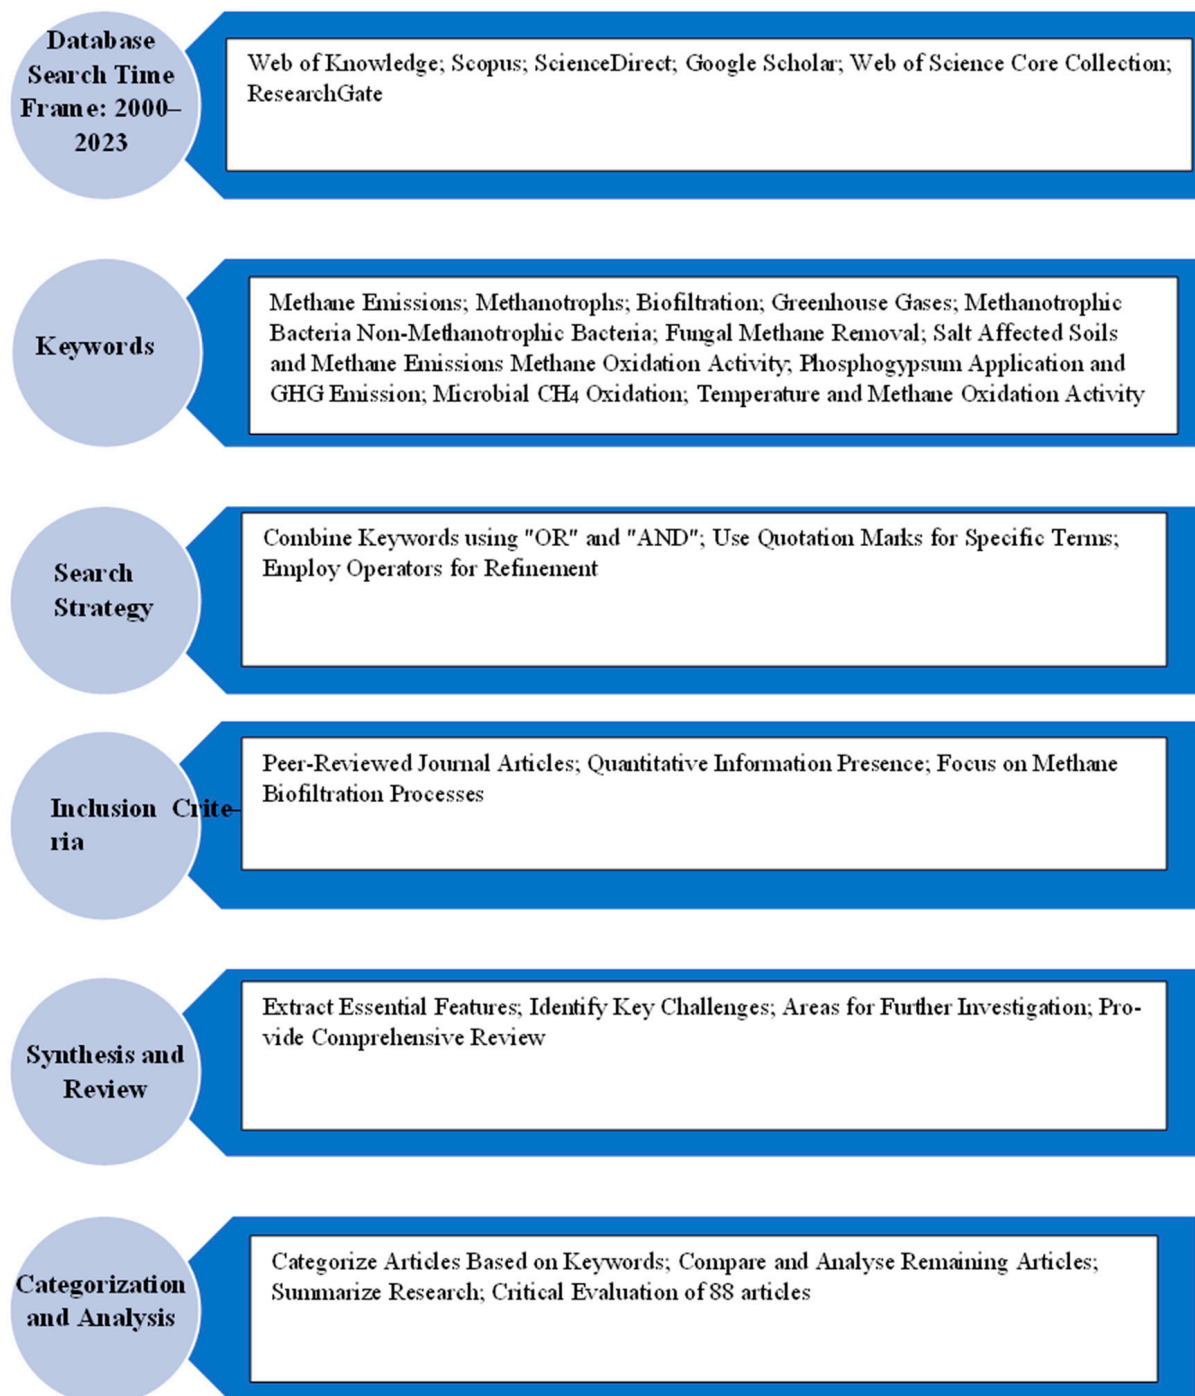 Database
Search Time
Frame: 2000–
2023
Web of Knowledge; Scopus; ScienceDirect; Google Scholar; Web of Science Core Collection;
ResearchGate
Keywords
Methane Emissions; Methanotrophs; Biofiltration; Greenhouse Gases; Methanotrophic
Bacteria Non-Methanotrophic Bacteria; Fungal Methane Removal; Salt Affected Soils
and Methane Emissions Methane Oxidation Activity; Phosphogypsum Application and
GHG Emission; Microbial CH4 Oxidation; Temperature and Methane Oxidation Activity
Search
Strategy
Combine Keywords using "OR" and "AND"; Use Quotation Marks for Specific Terms;
Employ Operators for Refinement
Inclusion Crite-
ria
Peer-Reviewed Journal Articles; Quantitative Information Presence; Focus on Methane
Biofiltration Processes
Synthesis and
Review
Extract Essential Features; Identify Key Challenges; Areas for Further Investigation; Pro-
vide Comprehensive Review
Categorization
and Analysis
Categorize Articles Based on Keywords; Compare and Analyse Remaining Articles;
Summarize Research; Critical Evaluation of 88 articles